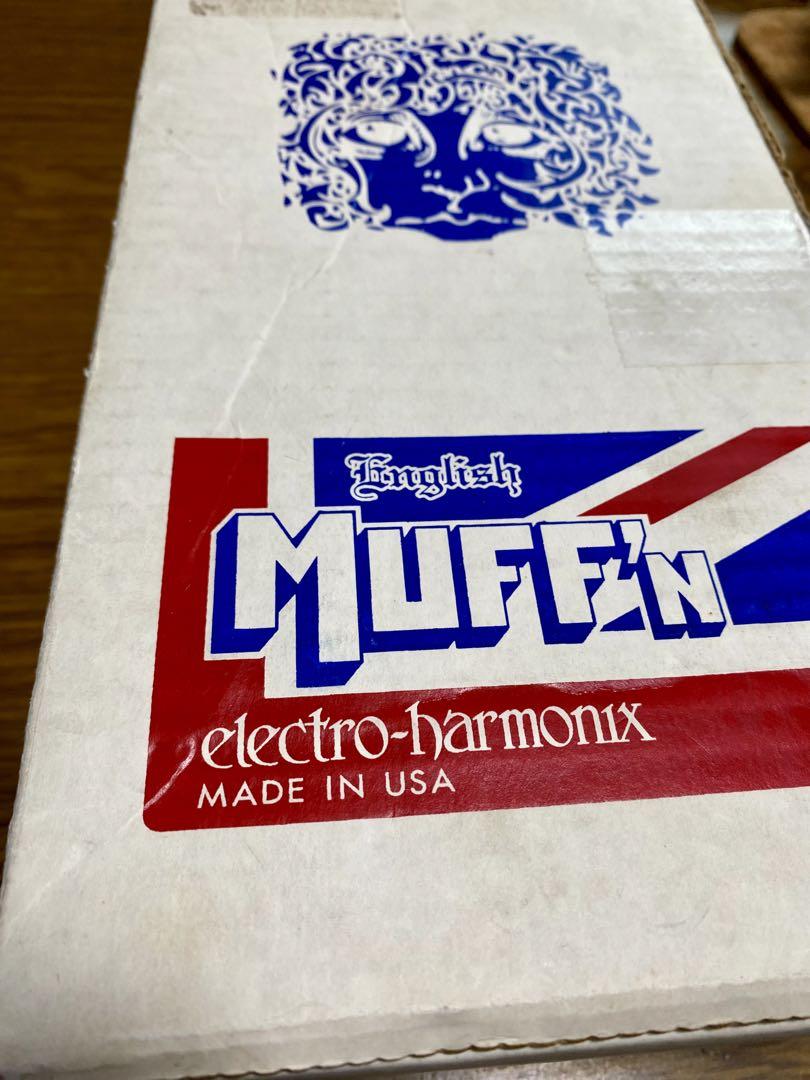 English
MUFF'N
electro-harmonix
MADE IN USA